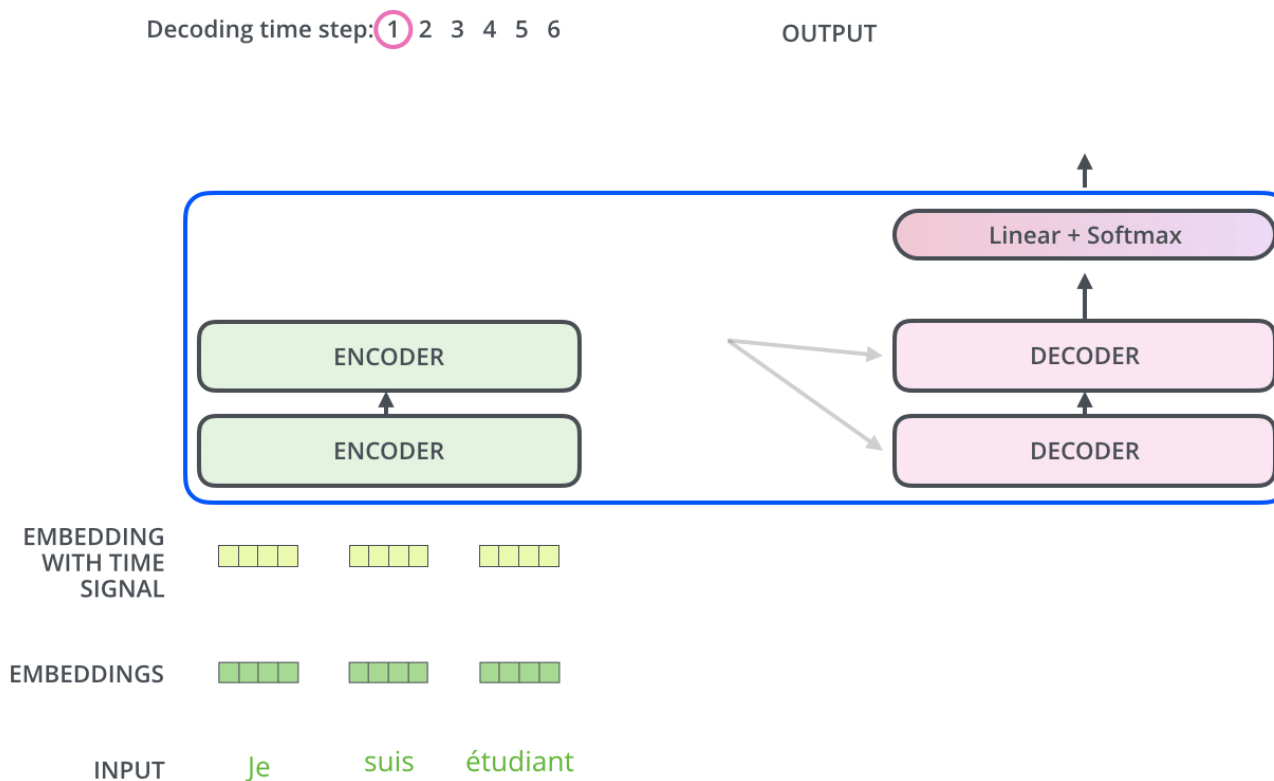 Decoding time step: 1 2 3 4 5 6
OUTPUT
Linear + Softmax
ENCODER
DECODER
ENCODER
DECODER
EMBEDDING
WITH TIME
SIGNAL
EMBEDDINGS
INPUT
Je suis étudiant